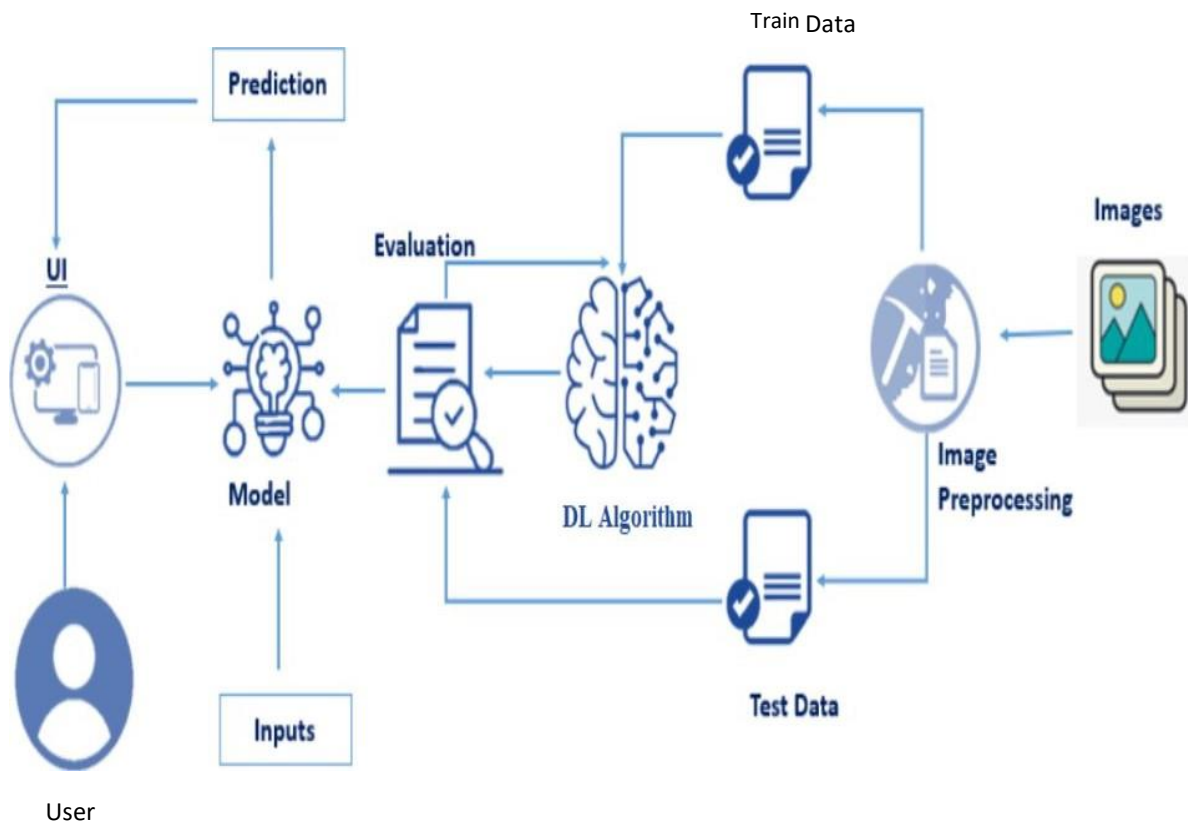 Train Data
Prediction
Images
Evaluation
UI
Image
Preprocessing
Model
DL Algorithm
Test Data
Inputs
User